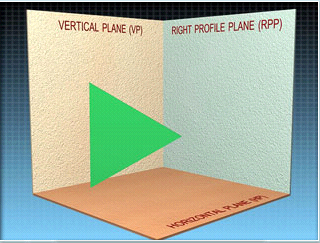 VERTICAL PLANE (VP)
RIGHT PROFILE PLANE (RPP)
HORIZONTAL PLANE (HP)